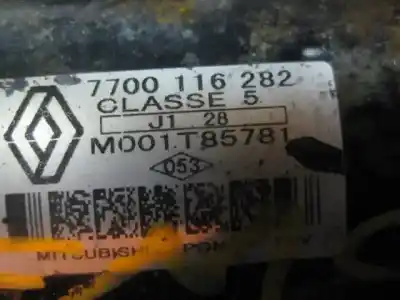 7700 116 282
CLASSE 5
J1 28
M001T85781
053
MITSUBISHI